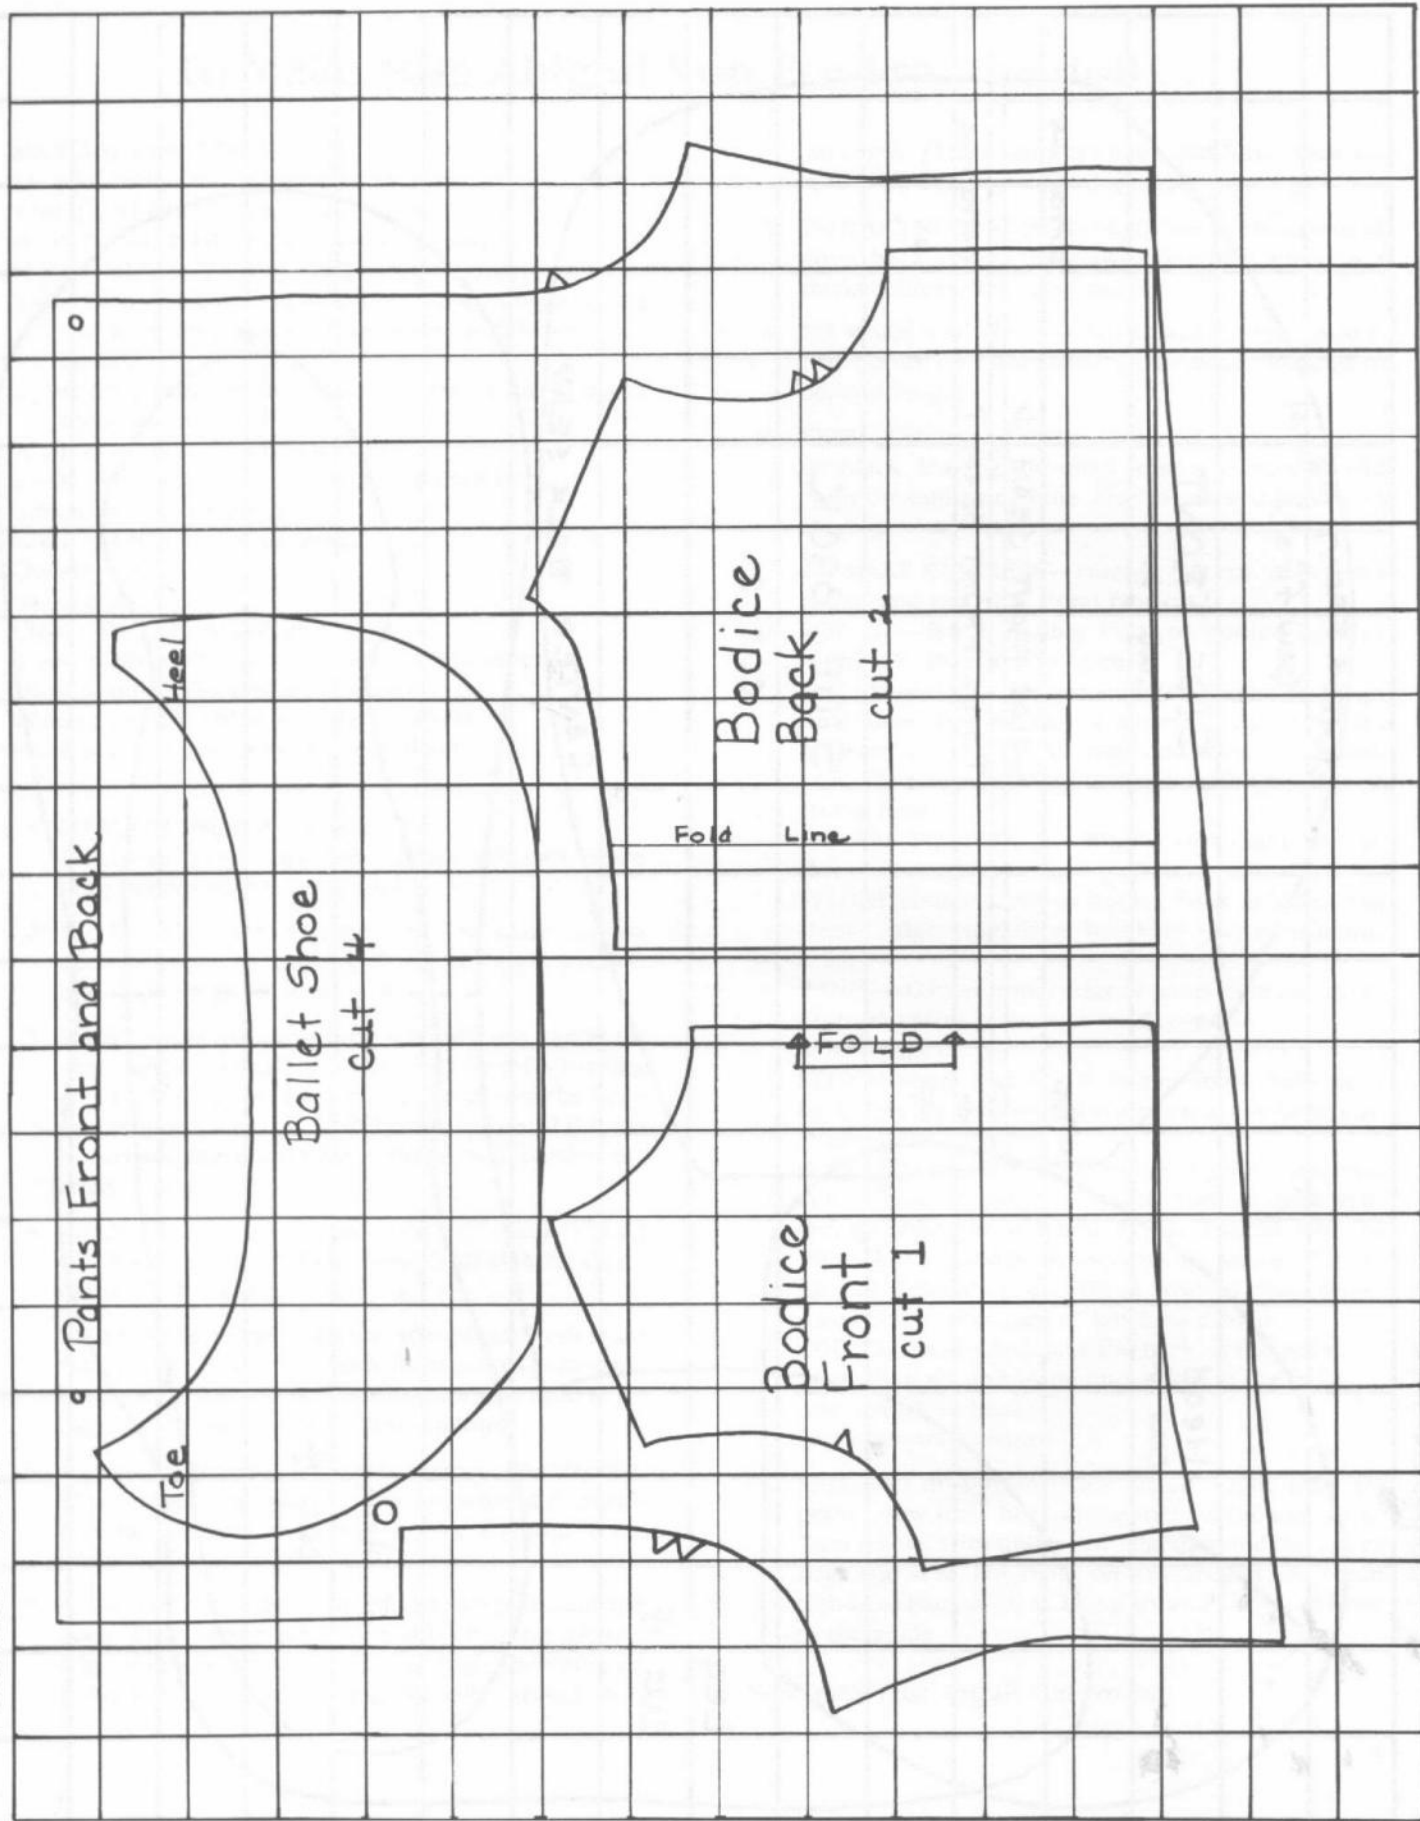 Pants Front and Back
Heel
Toe
Ballet Shoe
cut 4
Bodice
Back
cut 2
Fold Line
FOLD
Bodice
Front
cut 1